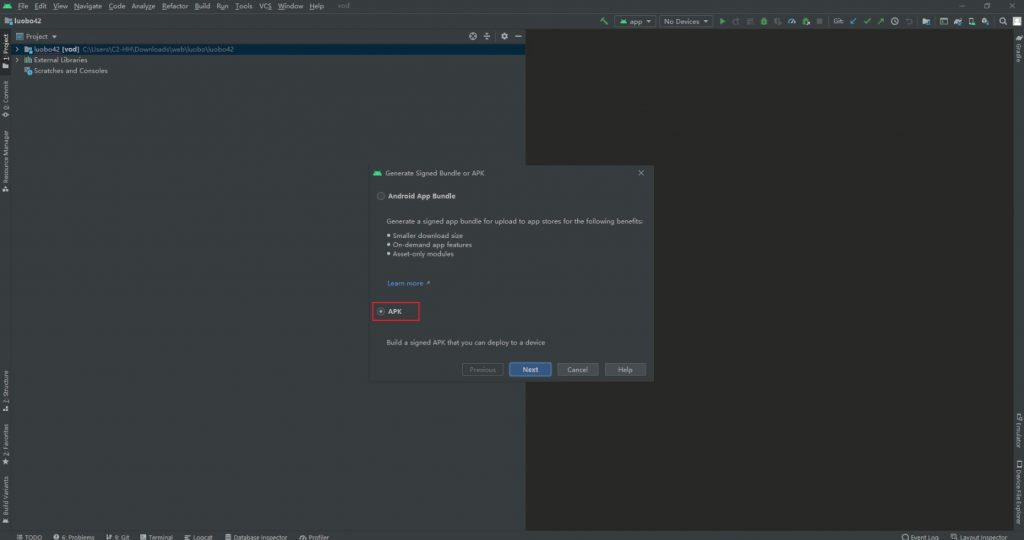 File Edit View Navigate Code Analyze Refactor Build Run Tools VCS Window Help vod
luobo42 app No Devices Git:
Project
luobo42 [vod] C:\Users\C2-HH\Downloads\web\luobo\luobo42
External Libraries
Scratches and Consoles
1: Project
0: Commit
Resource Manager
2: Structure
2: Favorites
Build Variants
Gradle
Emulator
Device File Explorer
Generate Signed Bundle or APK
Android App Bundle
Generate a signed app bundle for upload to app stores for the following benefits:
Smaller download size
On-demand app features
Asset-only modules
Learn more
APK
Build a signed APK that you can deploy to a device
Previous Next Cancel Help
TODO 6: Problems 9: Git Terminal Logcat Database Inspector Profiler Event Log Layout Inspector